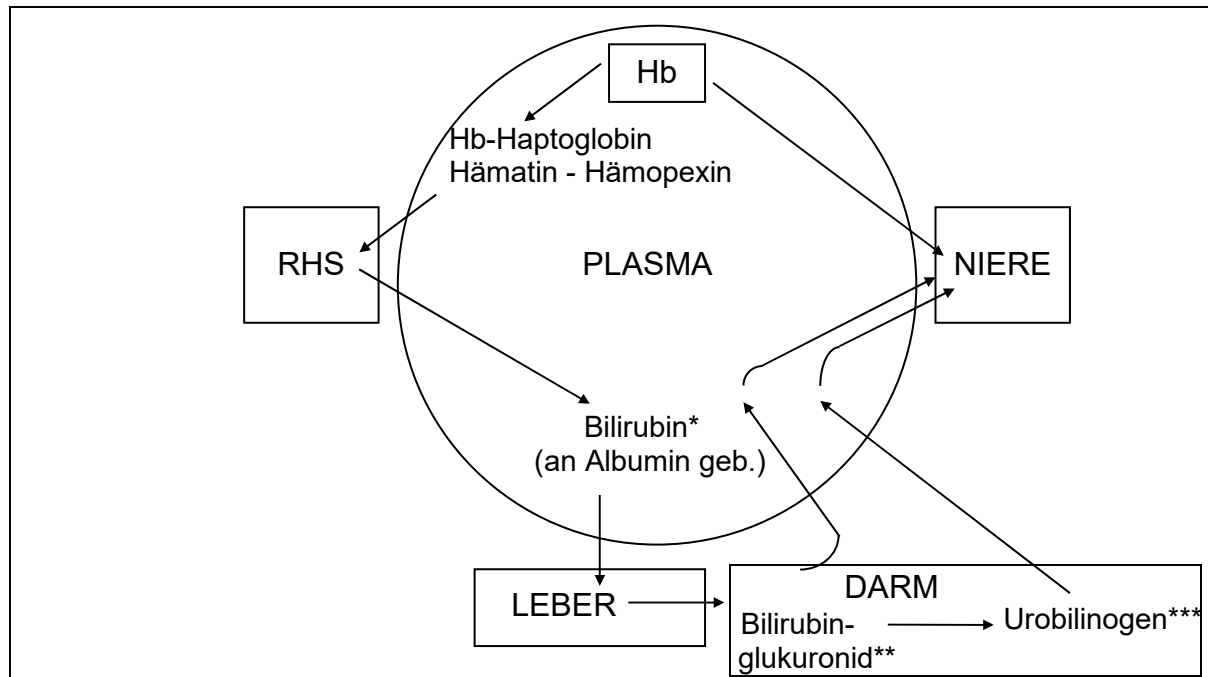 Hb
Hb-Haptoglobin
Hämatin - Hämopexin
RHS
PLASMA
NIERE
Bilirubin*
(an Albumin geb.)
LEBER
DARM
Bilirubin-
glukuronid**
Urobilinogen***